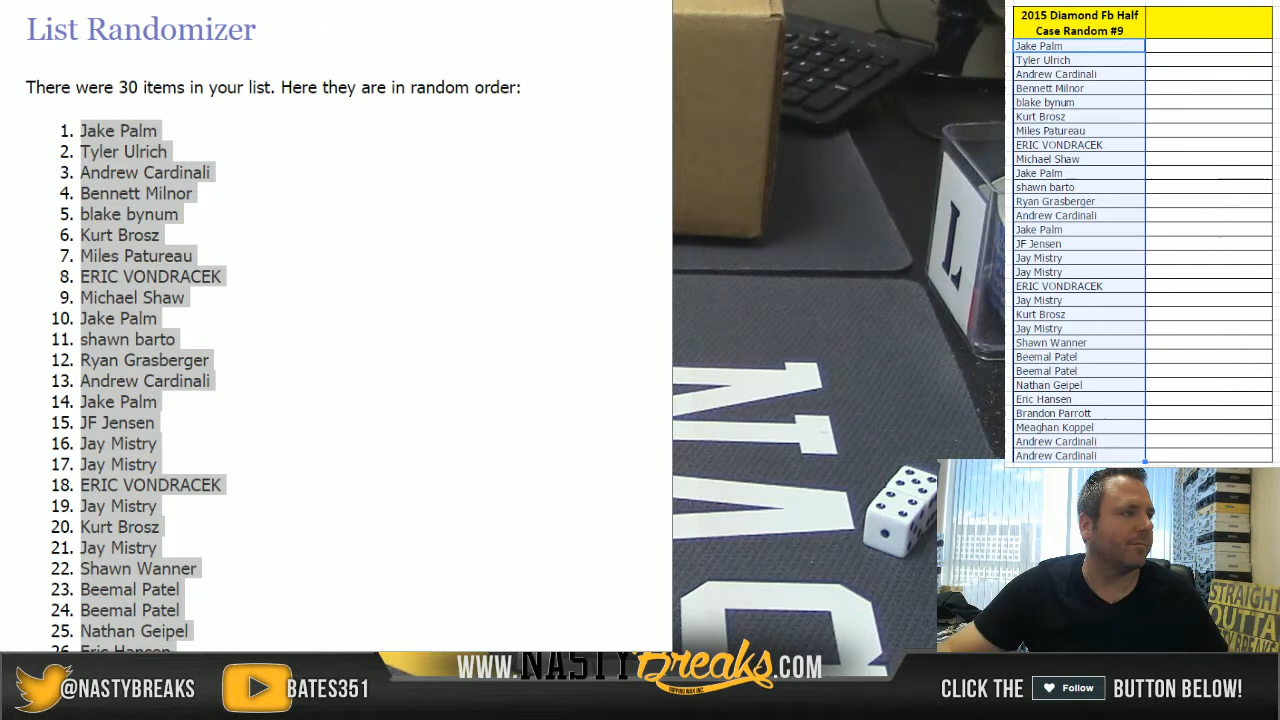 List Randomizer
There were 30 items in your list. Here they are in random order:
1. Jake Palm
2. Tyler Ulrich
3. Andrew Cardinali
4. Bennett Milnor
5. blake bynum
6. Kurt Brosz
7. Miles Patureau
8. ERIC VONDRACEK
9. Michael Shaw
10. Jake Palm
11. shawn barto
12. Ryan Grasberger
13. Andrew Cardinali
14. Jake Palm
15. JF Jensen
16. Jay Mistry
17. Jay Mistry
18. ERIC VONDRACEK
19. Jay Mistry
20. Kurt Brosz
21. Jay Mistry
22. Shawn Wanner
23. Beemal Patel
24. Beemal Patel
25. Nathan Geipel
26. Eric Hansen
L
2015 Diamond Fb Half
Case Random #9
Jake Palm
Tyler Ulrich
Andrew Cardinali
Bennett Milnor
blake bynum
Kurt Brosz
Miles Patureau
ERIC VONDRACEK
Michael Shaw
Jake Palm
shawn barto
Ryan Grasberger
Andrew Cardinali
Jake Palm
JF Jensen
Jay Mistry
Jay Mistry
ERIC VONDRACEK
Jay Mistry
Kurt Brosz
Jay Mistry
Shawn Wanner
Beemal Patel
Beemal Patel
Nathan Geipel
Eric Hansen
Brandon Parrott
Meaghan Koppel
Andrew Cardinali
Andrew Cardinali
STRAIGHT
OUTTA
@NASTYBREAKS
BATES351
WWW.NASTYBreaks.COM
RIPPING WAX INC
CLICK THE Follow BUTTON BELOW!